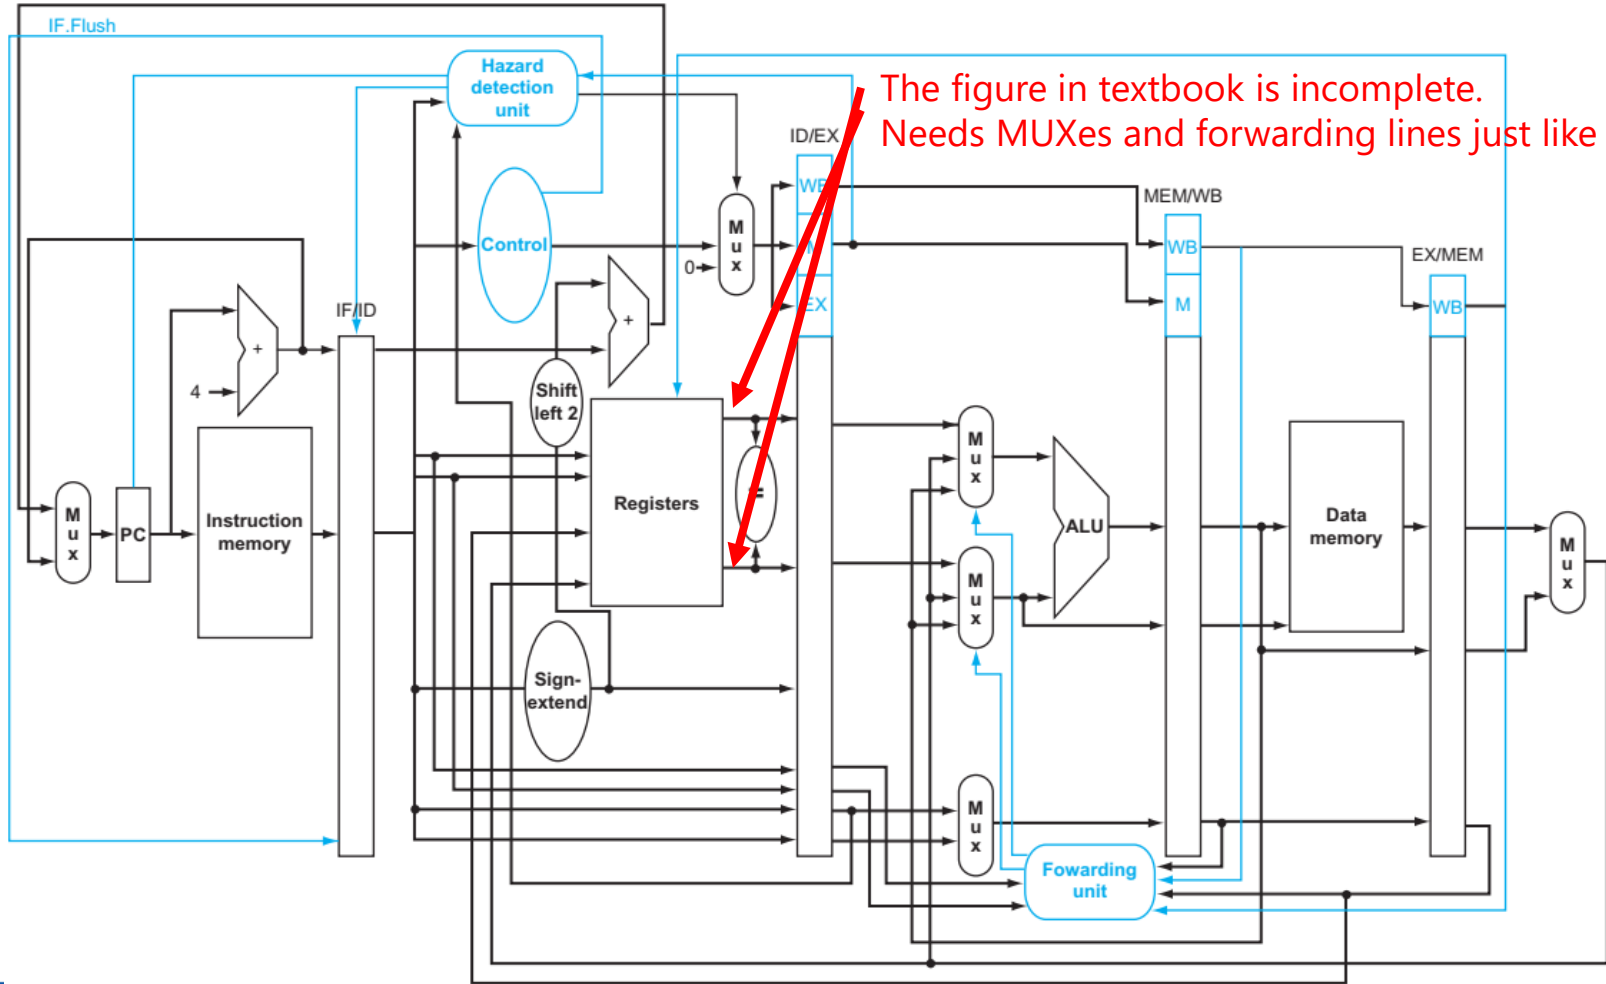 IF.Flush
Hazard
detection
unit
The figure in textbook is incomplete.
Needs MUXes and forwarding lines just like
ID/EX
WB
MEM/WB
M
u
x
Control
0
WB
EX/MEM
EX
M
WB
IF/ID
+
+
4
Shift
left 2
M
u
x
PC
Instruction
memory
Registers
=
M
u
x
ALU
Data
memory
M
u
x
M
u
x
Sign-
extend
M
u
x
Fowarding
unit